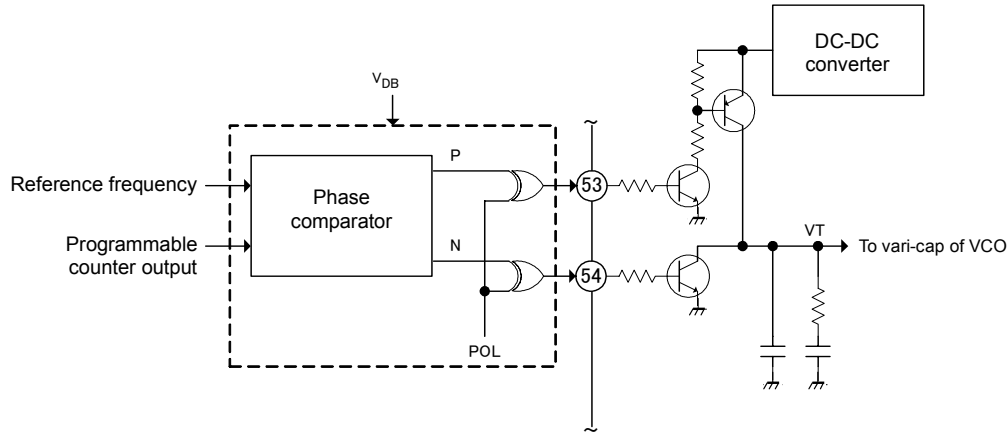 DC-DC
converter
V_DB
Reference frequency
Programmable
counter output
Phase
comparator
P
N
POL
53
54
VT
To vari-cap of VCO